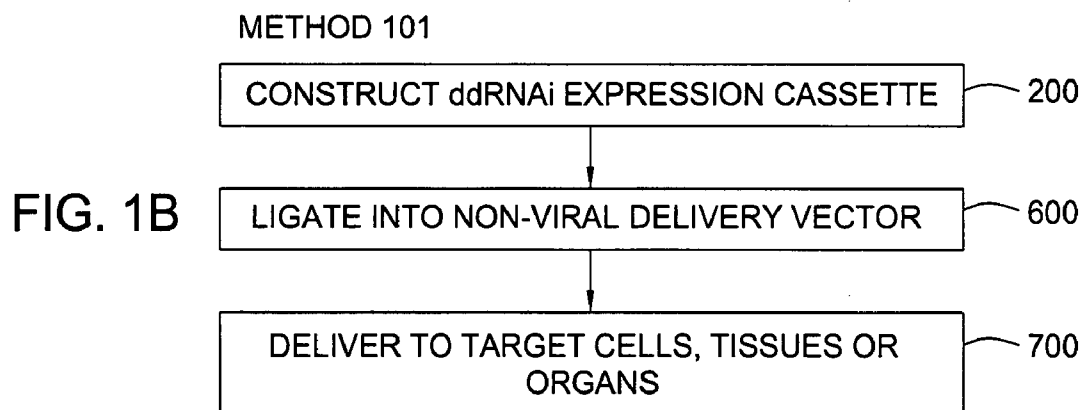 METHOD 101
CONSTRUCT ddRNAi EXPRESSION CASSETTE
200
FIG. 1B
LIGATE INTO NON-VIRAL DELIVERY VECTOR
600
DELIVER TO TARGET CELLS, TISSUES OR
ORGANS
700